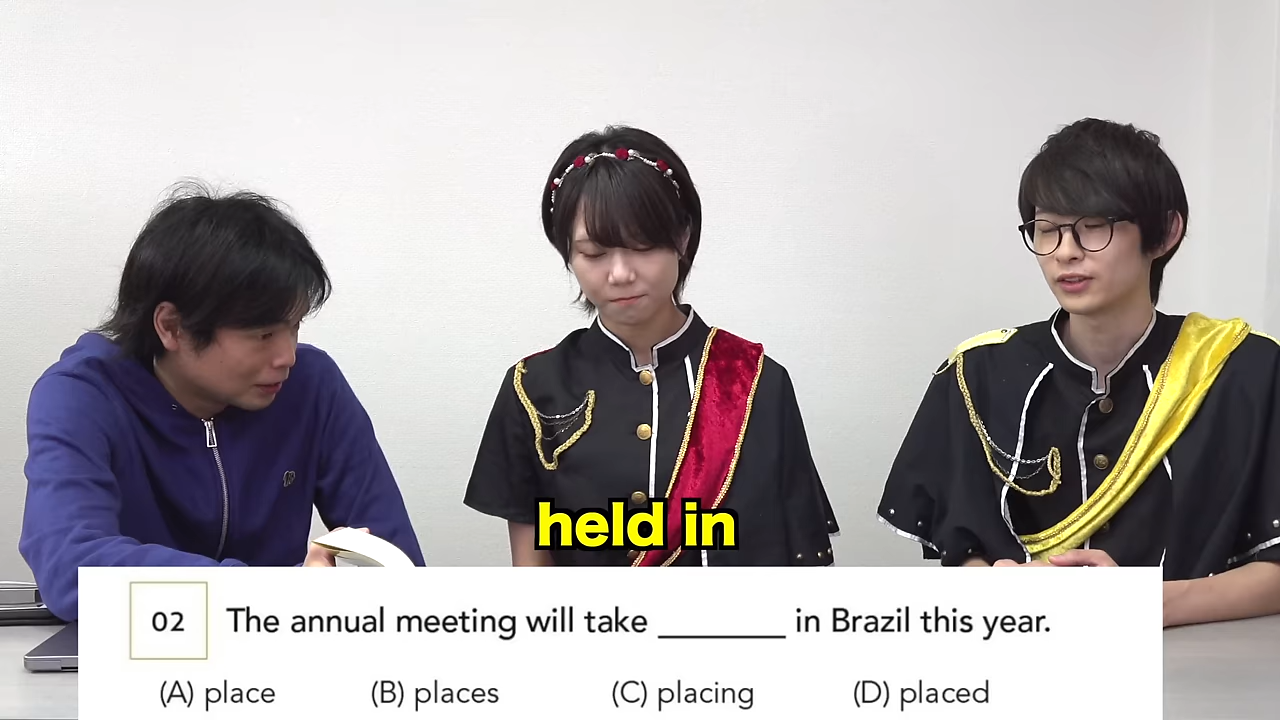 held in
02 The annual meeting will take ________ in Brazil this year.
(A) place (B) places (C) placing (D) placed